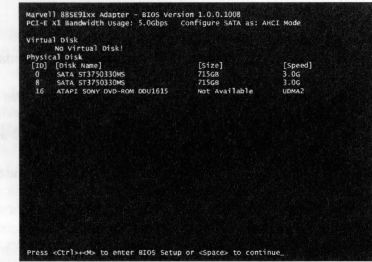 Marvell 88SE91xx Adapter - BIOS Version 1.0.0.1008
PCI-E X1 Bandwidth Usage: 5.0Gbps Configure SATA as: AHCI Mode
Virtual Disk
No Virtual Disk!
Physical Disk
[ID] [Disk Name] [Size] [Speed]
0 SATA ST3750330MS 715GB 3.0G
8 SATA ST3750330MS 715GB 3.0G
16 ATAPI SONY DVD-ROM DDU1615 Not Available UDMA2
Press <Ctrl>+<M> to enter BIOS Setup or <Space> to continue_